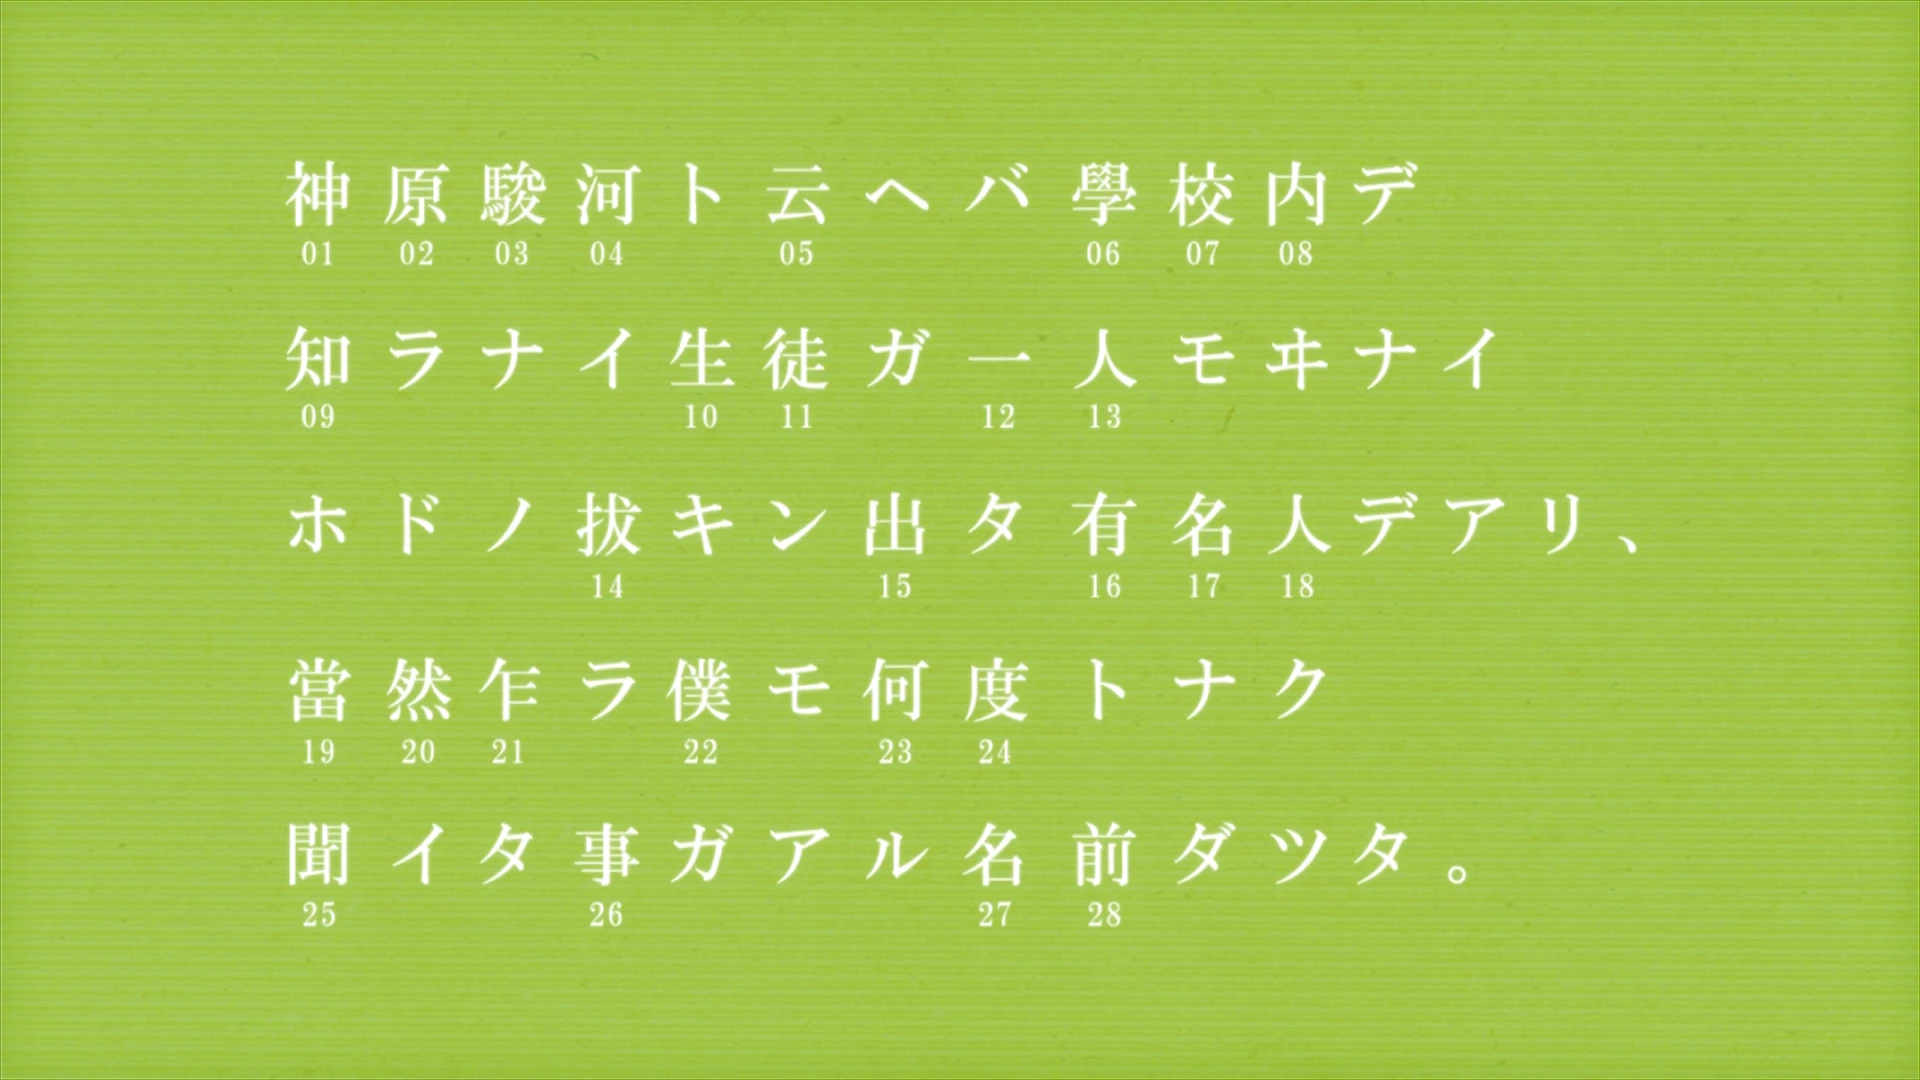 神原駿河ト云ヘバ學校内デ
01 02 03 04 05 06 07 08
知ラナイ生徒ガ一人モヰナイ
09 10 11 12 13
ホドノ拔キン出タ有名人デアリ、
14 15 16 17 18
當然乍ラ僕モ何度トナク
19 20 21 22 23 24
聞イタ事ガアル名前ダツタ。
25 26 27 28